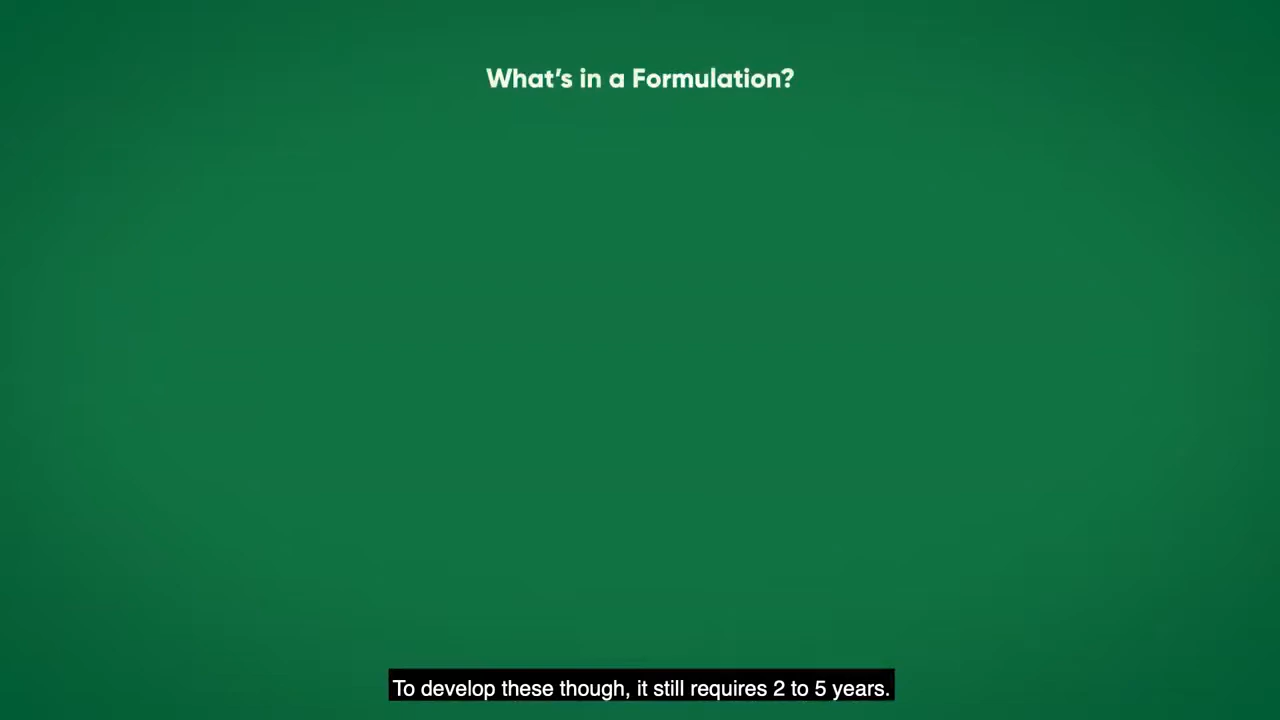 What's in a Formulation?
To develop these though, it still requires 2 to 5 years.